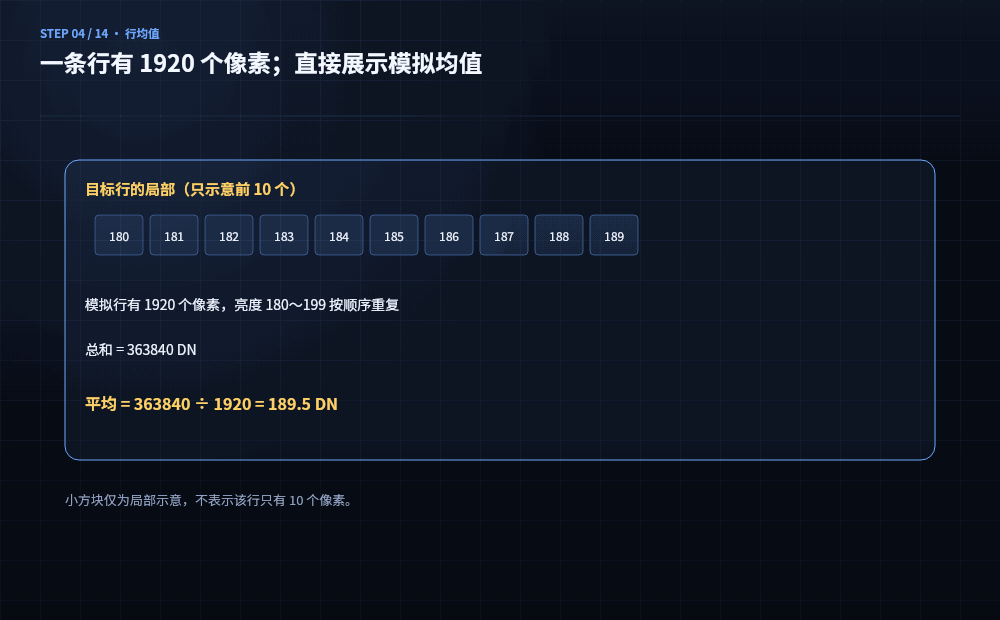 STEP 04 / 14 · 行均值
一条行有 1920 个像素；直接展示模拟均值
目标行的局部（只示意前 10 个）
180 181 182 183 184 185 186 187 188 189
模拟行有 1920 个像素，亮度 180～199 按顺序重复
总和 = 363840 DN
平均 = 363840 ÷ 1920 = 189.5 DN
小方块仅为局部示意，不表示该行只有 10 个像素。